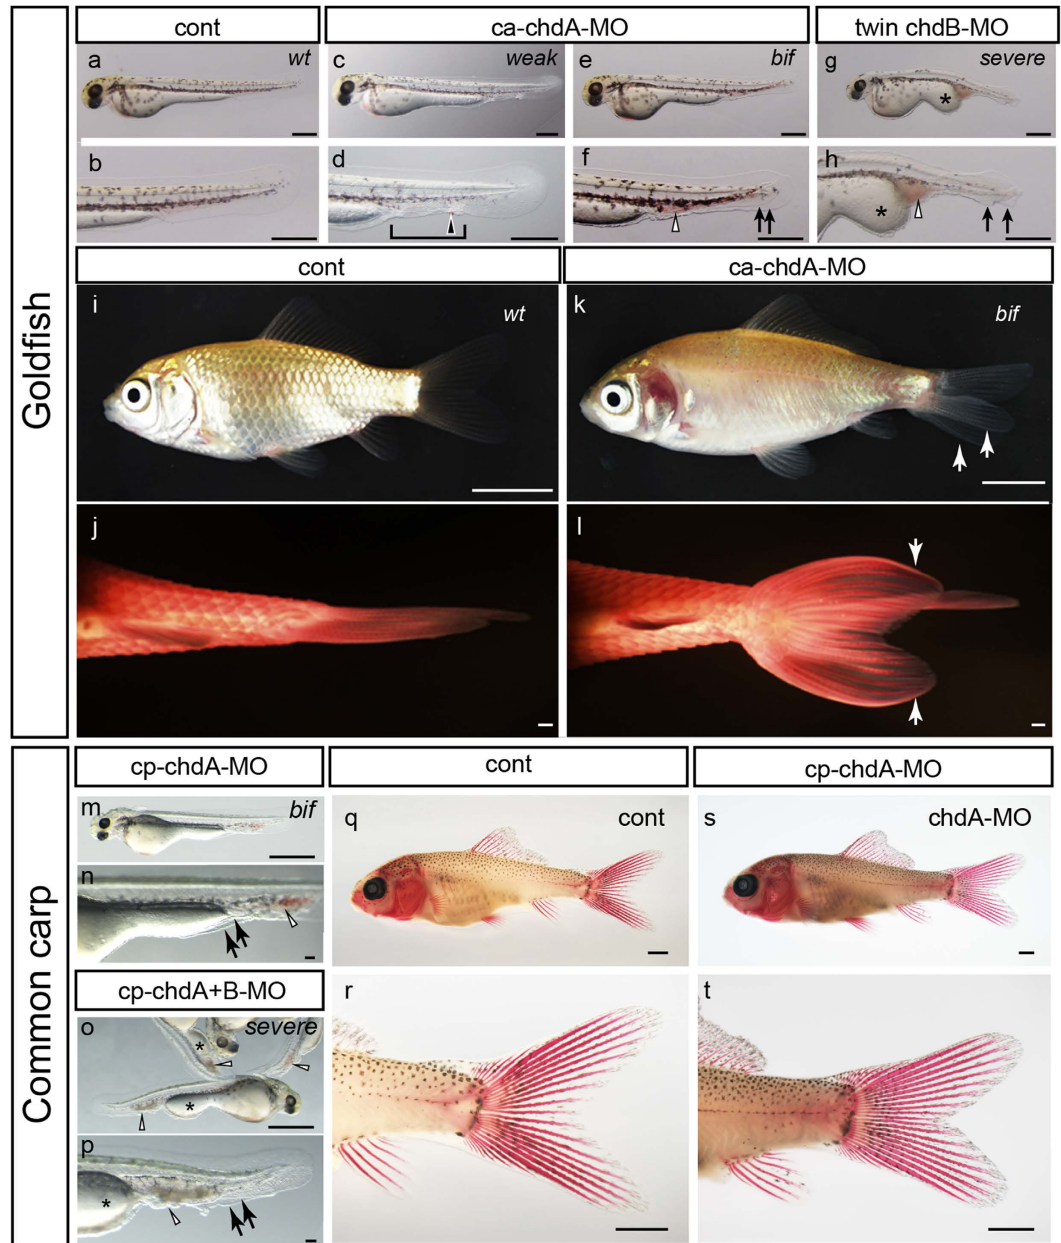 Goldfish
cont
ca-chdA-MO
twin chdB-MO
a
wt
c
weak
e
bif
g
severe
*
b
d
f
h
*
cont
ca-chdA-MO
i
wt
k
bif
j
l
Common carp
cp-chdA-MO
cont
cp-chdA-MO
m
bif
q
cont
s
chdA-MO
n
cp-chdA+B-MO
o
severe
*
*
r
t
p
*